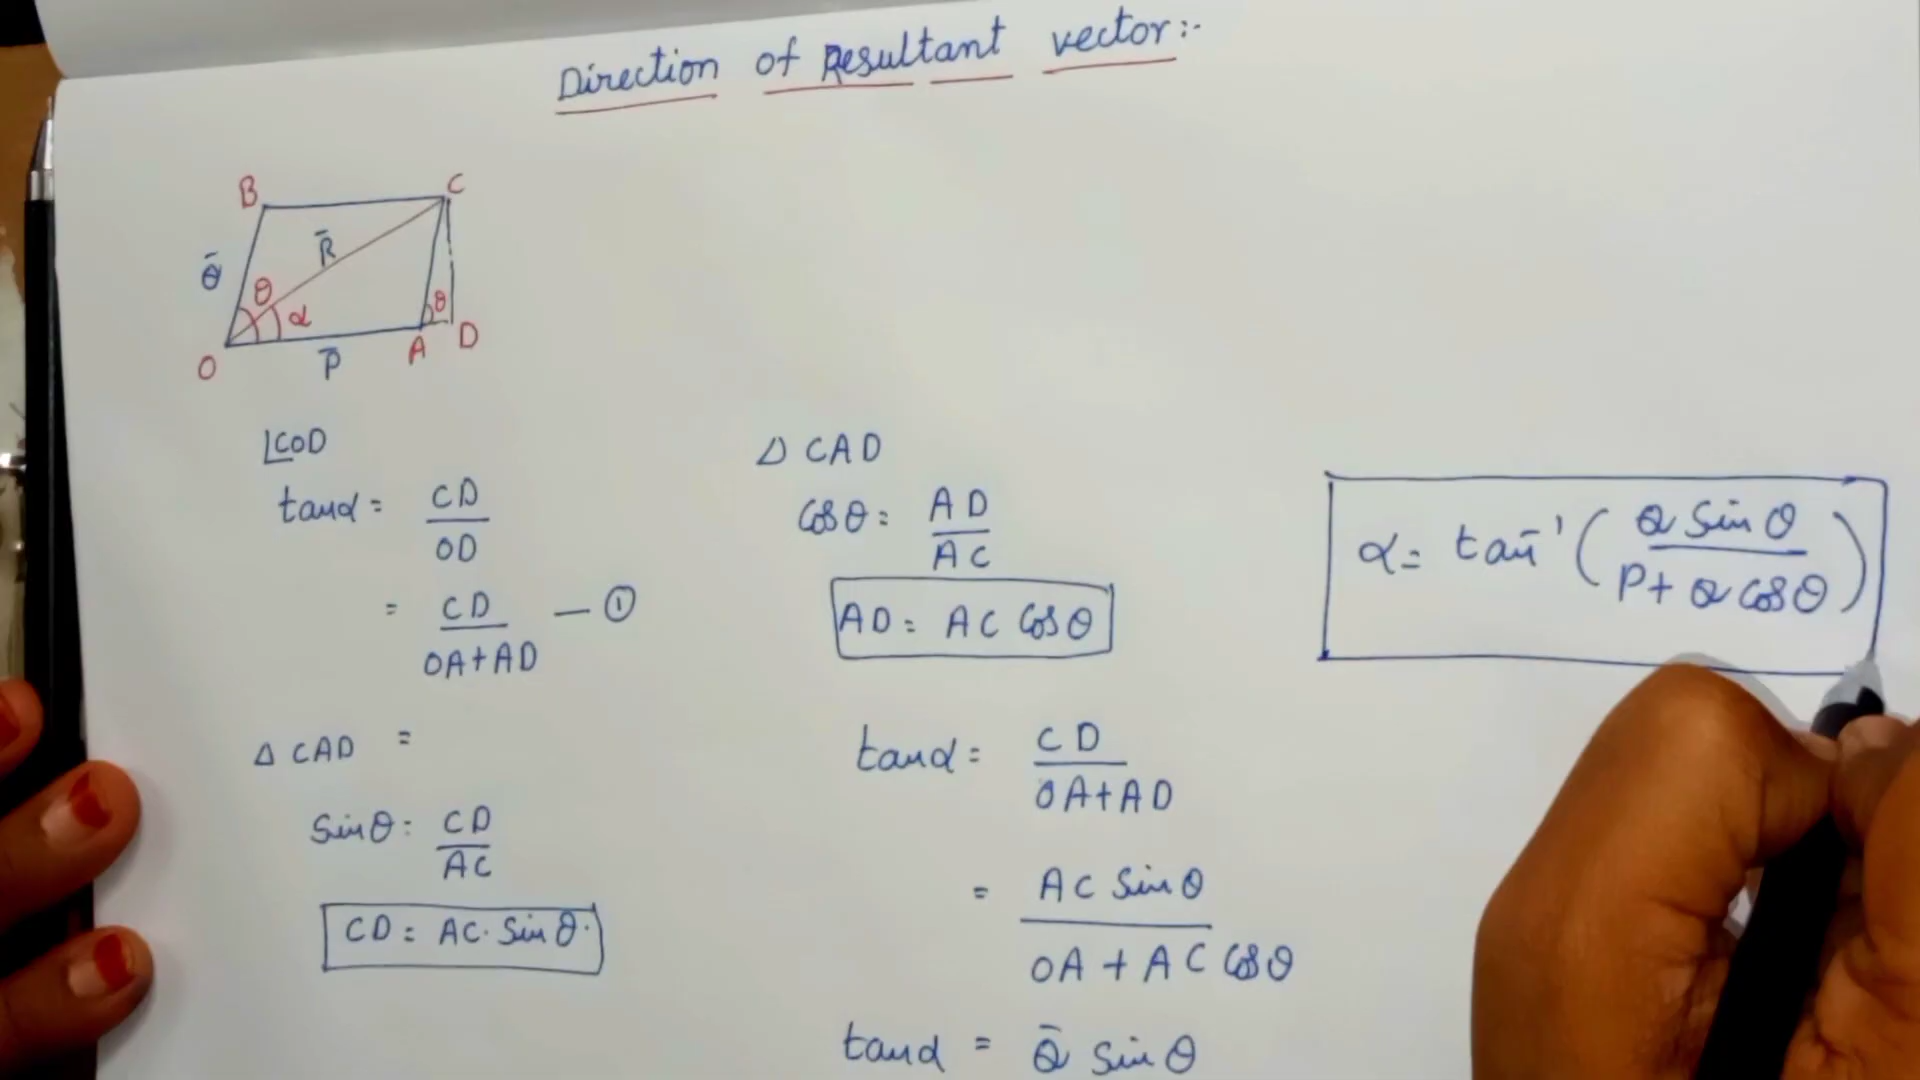 Direction of Resultant vector:-
B C
Q̄ R̄
θ α θ
O P̄ A D
∠COD
tanα = CD/OD
= CD/OA+AD — ①
△ CAD =
Sinθ = CD/AC
CD = AC. Sinθ.
△ CAD
Cosθ = AD/AC
AD = AC Cosθ
tanα = CD/OA+AD
= AC Sinθ/OA + AC Cosθ
tanα = Q̄ Sinθ
α = tan⁻¹ (Q Sinθ/P+ Q Cosθ)